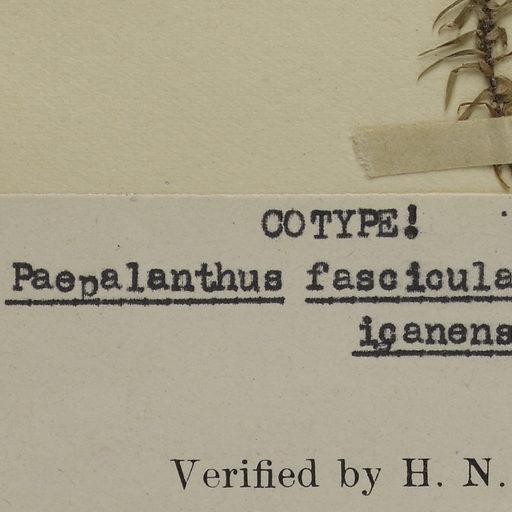 COTYPE!
Paepalanthus fascicula
içanens
Verified by H. N.